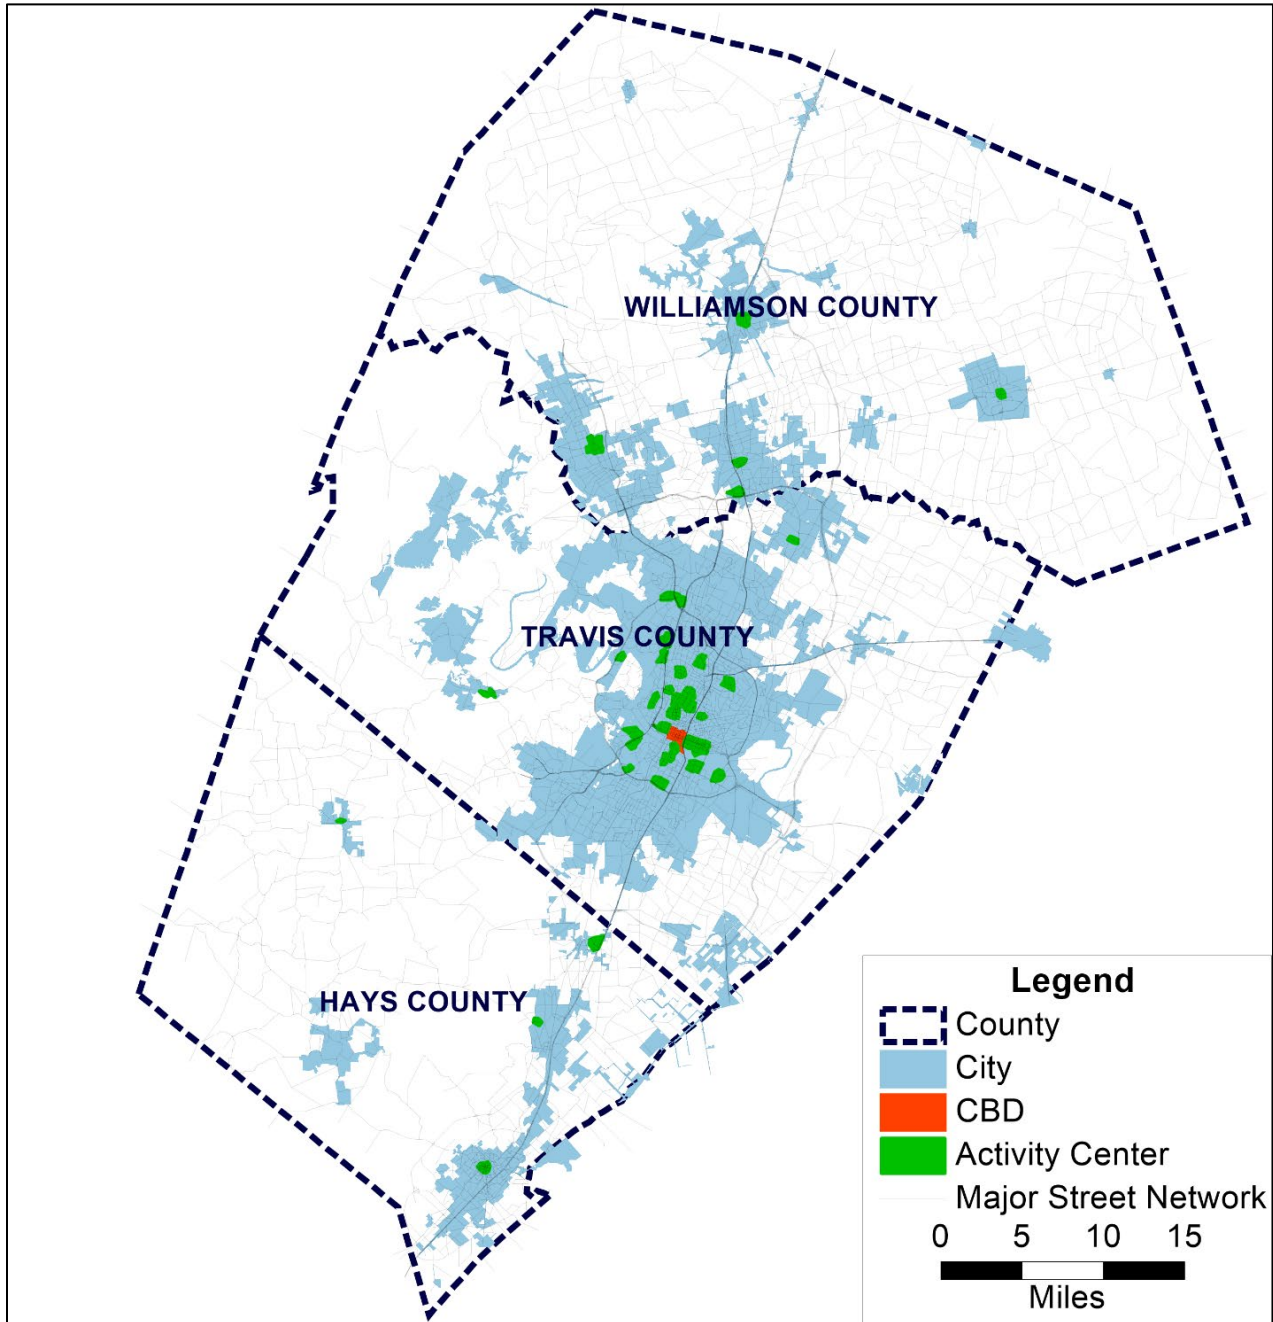 WILLIAMSON COUNTY
TRAVIS COUNTY
HAYS COUNTY
Legend
County
City
CBD
Activity Center
Major Street Network
0 5 10 15
Miles